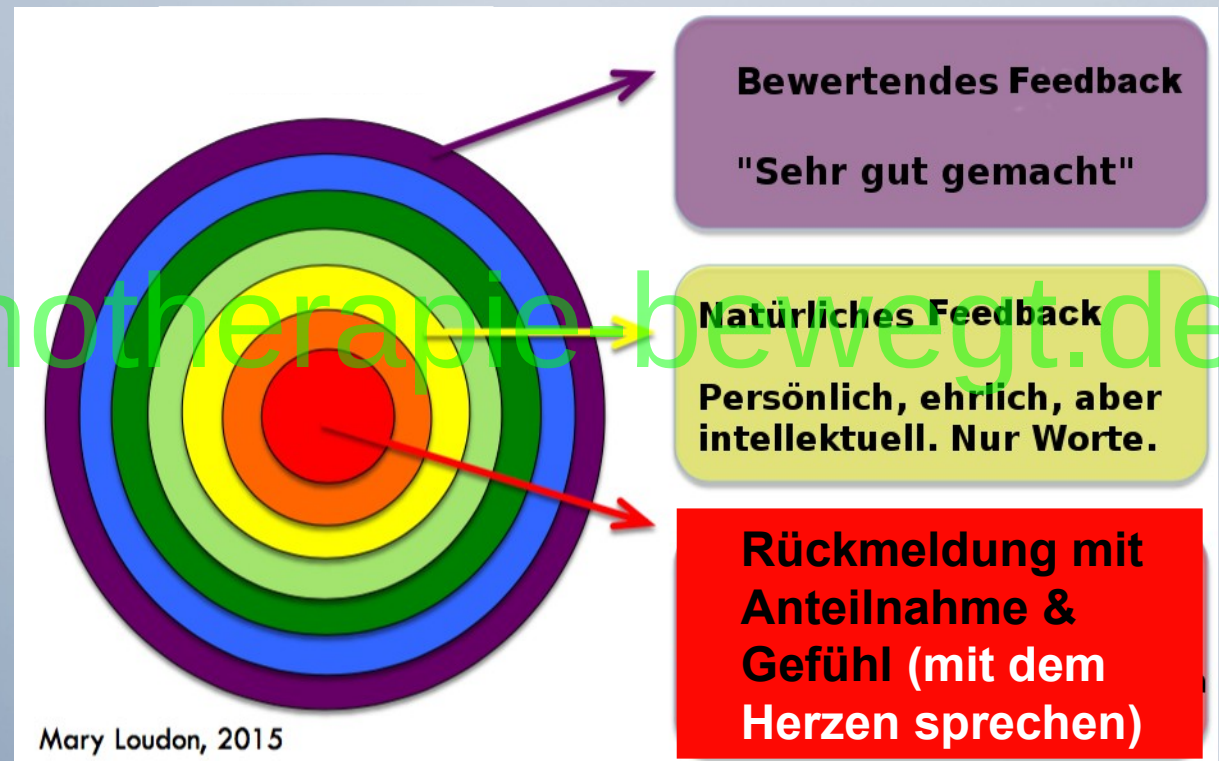 Bewertendes Feedback
"Sehr gut gemacht"
Natürliches Feedback
Persönlich, ehrlich, aber
intellektuell. Nur Worte.
Rückmeldung mit
Anteilnahme &
Gefühl (mit dem
Herzen sprechen)
Mary Loudon, 2015
notherapie-bewegt.de